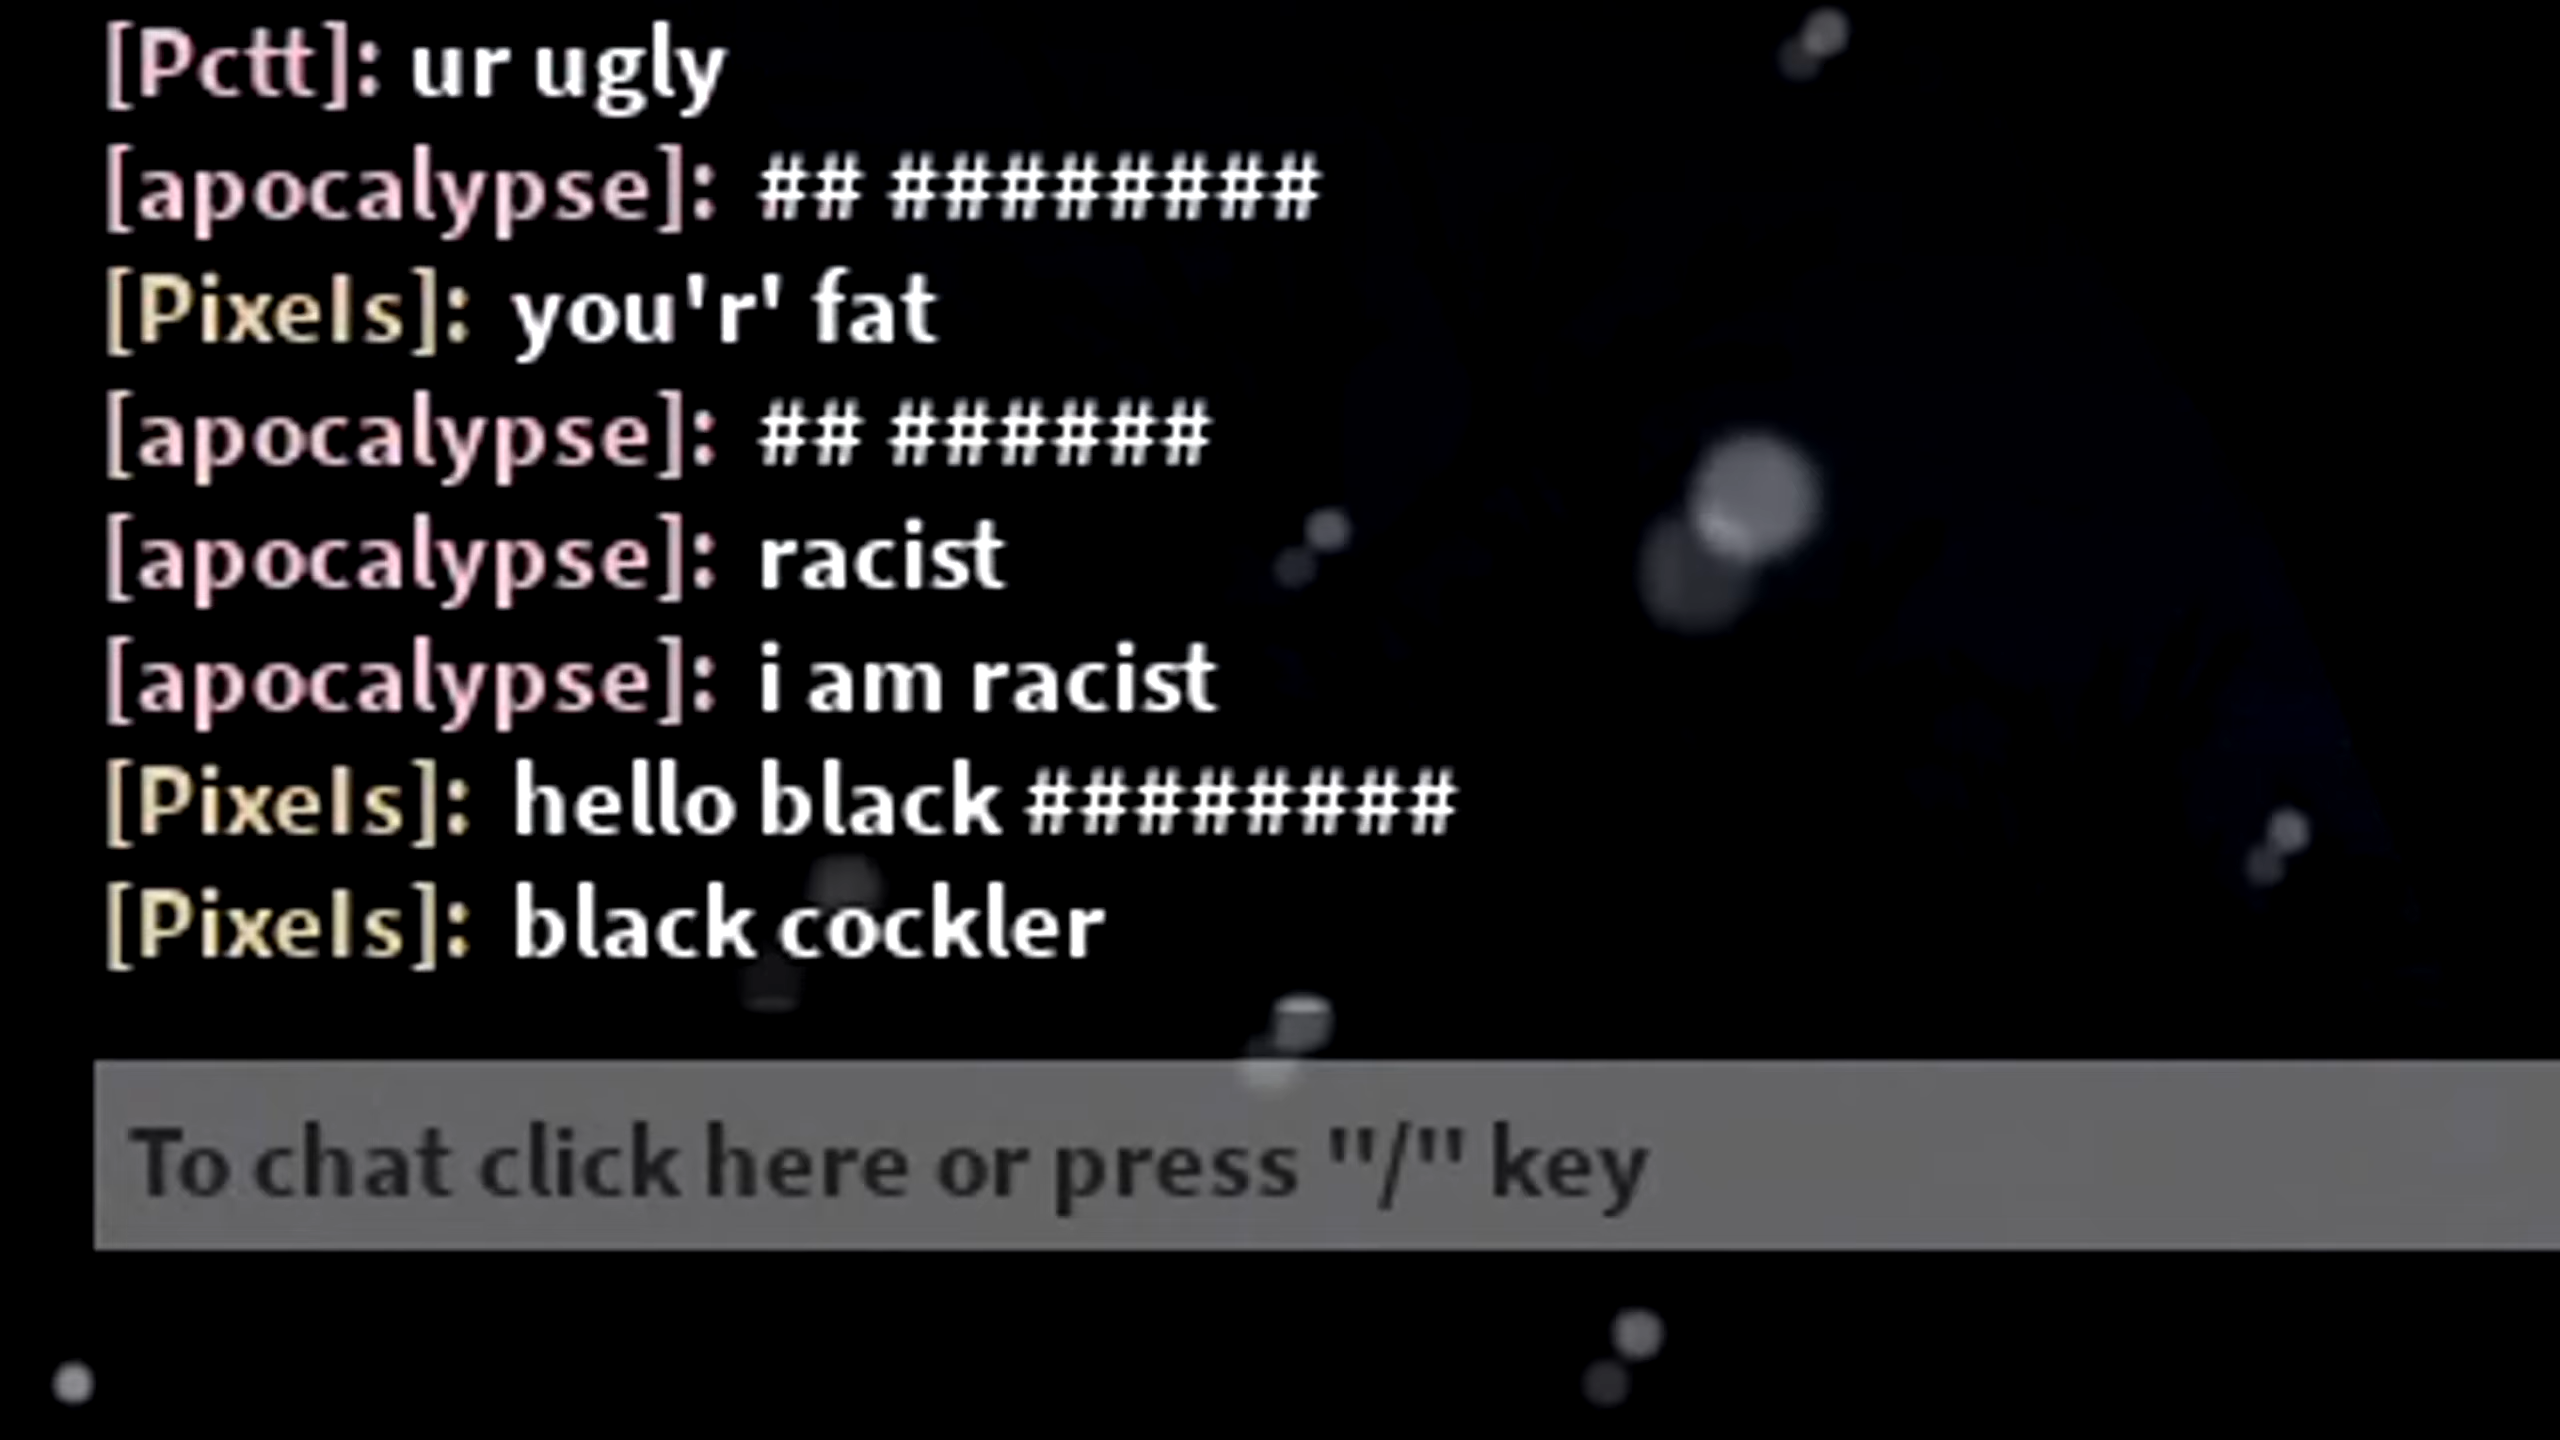 [Pctt]: ur ugly
[apocalypse]: ## ########
[Pixels]: you'r' fat
[apocalypse]: ## ######
[apocalypse]: racist
[apocalypse]: i am racist
[Pixels]: hello black ########
[Pixels]: black cockler
To chat click here or press "/" key